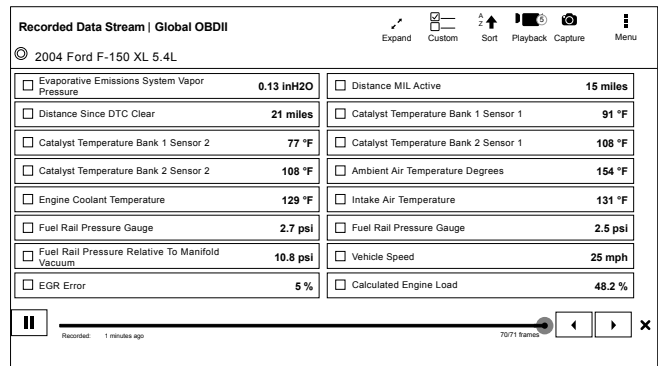 Recorded Data Stream | Global OBDII
Expand
Custom
A
Z
Sort
5
Playback
Capture
Menu
2004 Ford F-150 XL 5.4L
Evaporative Emissions System Vapor
Pressure
0.13 inH2O
Distance MIL Active
15 miles
Distance Since DTC Clear
21 miles
Catalyst Temperature Bank 1 Sensor 1
91 °F
Catalyst Temperature Bank 1 Sensor 2
77 °F
Catalyst Temperature Bank 2 Sensor 1
108 °F
Catalyst Temperature Bank 2 Sensor 2
108 °F
Ambient Air Temperature Degrees
154 °F
Engine Coolant Temperature
129 °F
Intake Air Temperature
131 °F
Fuel Rail Pressure Gauge
2.7 psi
Fuel Rail Pressure Gauge
2.5 psi
Fuel Rail Pressure Relative To Manifold
Vacuum
10.8 psi
Vehicle Speed
25 mph
EGR Error
5 %
Calculated Engine Load
48.2 %
Recorded: 1 minutes ago
70/71 frames